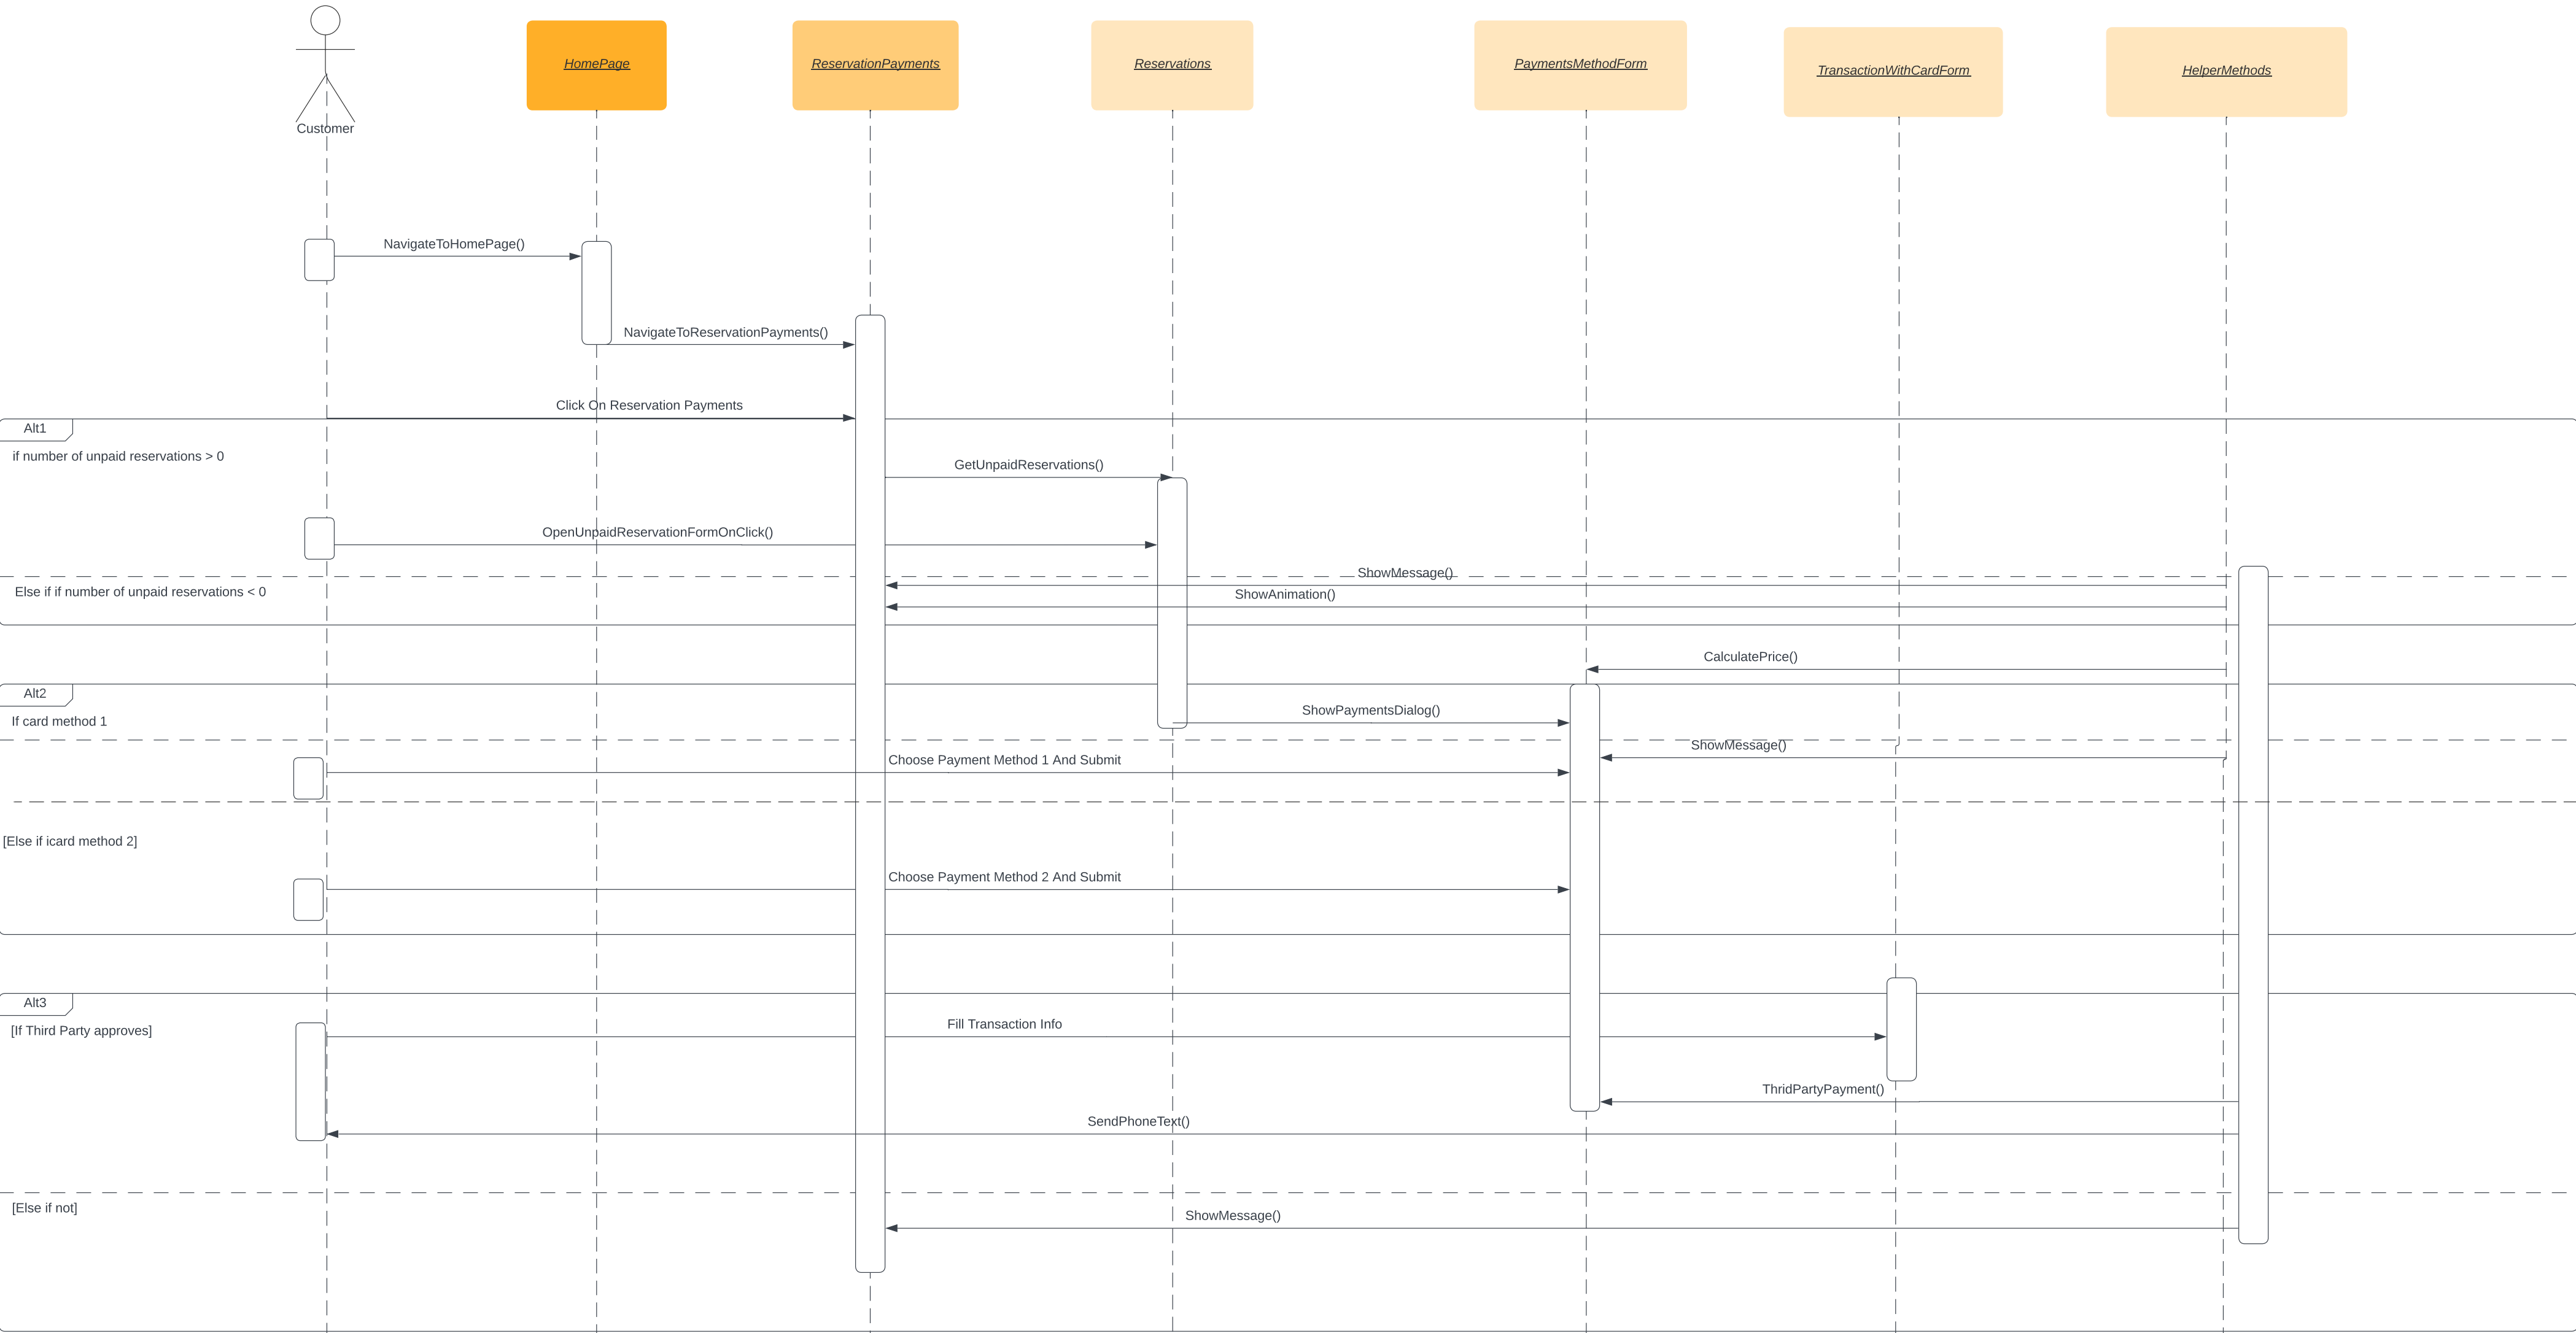 HomePage
ReservationPayments
Reservations
PaymentsMethodForm
TransactionWithCardForm
HelperMethods
Customer
NavigateToHomePage()
NavigateToReservationPayments()
Click On Reservation Payments
Alt1
if number of unpaid reservations > 0
GetUnpaidReservations()
OpenUnpaidReservationFormOnClick()
ShowMessage()
Else if if number of unpaid reservations < 0
ShowAnimation()
CalculatePrice()
Alt2
ShowPaymentsDialog()
If card method 1
ShowMessage()
Choose Payment Method 1 And Submit
[Else if icard method 2]
Choose Payment Method 2 And Submit
Alt3
Fill Transaction Info
[If Third Party approves]
ThridPartyPayment()
SendPhoneText()
[Else if not]
ShowMessage()